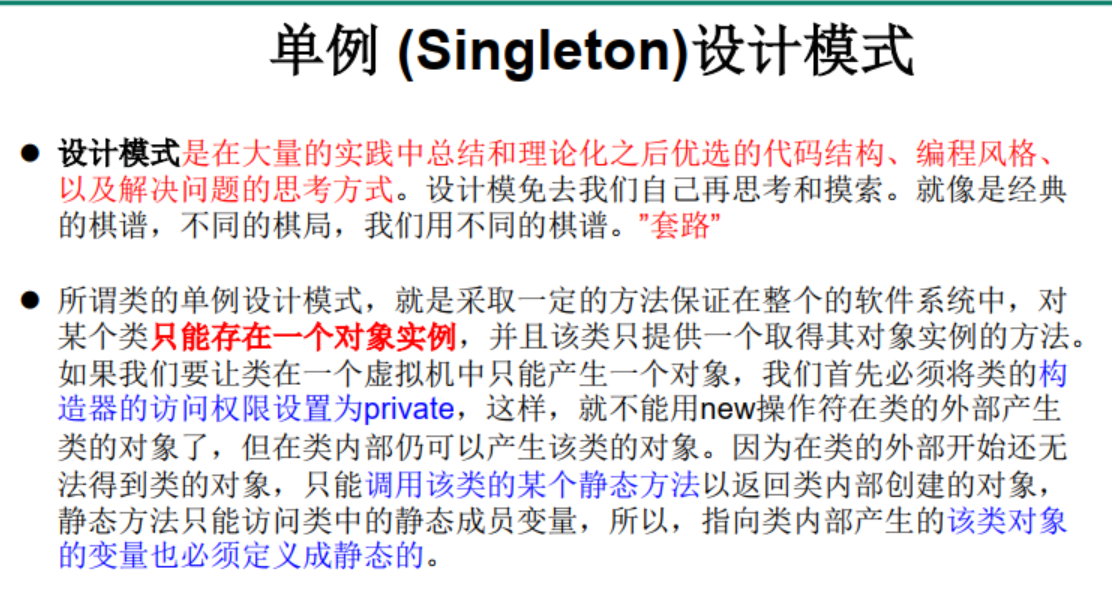 单例 (Singleton)设计模式
● 设计模式是在大量的实践中总结和理论化之后优选的代码结构、编程风格、
以及解决问题的思考方式。设计模免去我们自己再思考和摸索。就像是经典
的棋谱，不同的棋局，我们用不同的棋谱。”套路”
● 所谓类的单例设计模式，就是采取一定的方法保证在整个的软件系统中，对
某个类只能存在一个对象实例，并且该类只提供一个取得其对象实例的方法。
如果我们要让类在一个虚拟机中只能产生一个对象，我们首先必须将类的构
造器的访问权限设置为private，这样，就不能用new操作符在类的外部产生
类的对象了，但在类内部仍可以产生该类的对象。因为在类的外部开始还无
法得到类的对象，只能调用该类的某个静态方法以返回类内部创建的对象，
静态方法只能访问类中的静态成员变量，所以，指向类内部产生的该类对象
的变量也必须定义成静态的。